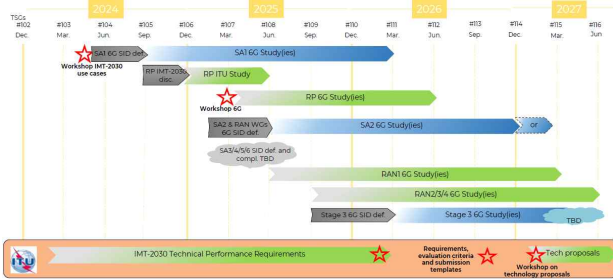 2024
2025
2026
2027
TSGs
#102
#103
#104
#105
#106
#107
#108
#109
#110
#111
#112
#113
#114
#115
#116
Dec.
Mar.
Jun.
Sep.
Dec.
Mar.
Jun.
Sep.
Dec.
Mar.
Jun.
Sep.
Dec.
Mar.
Jun.
SA1 6G SID def.
SA1 6G Study(ies)
Workshop IMT-2030
use cases
RP IMT-2030
disc.
RP ITU Study
RP 6G Study(ies)
Workshop 6G
SA2 & RAN WGs
6G SID def.
SA2 6G Study(ies)
or
SA3/4/5/6 SID def. and
compl. TBD
RAN1 6G Study(ies)
RAN2/3/4 6G Study(ies)
Stage 3 6G SID def.
Stage 3 6G Study(ies)
TBD
ITU
IMT-2030 Technical Performance Requirements
Requirements,
evaluation criteria
and submission
templates
Tech proposals
Workshop on
technology proposals